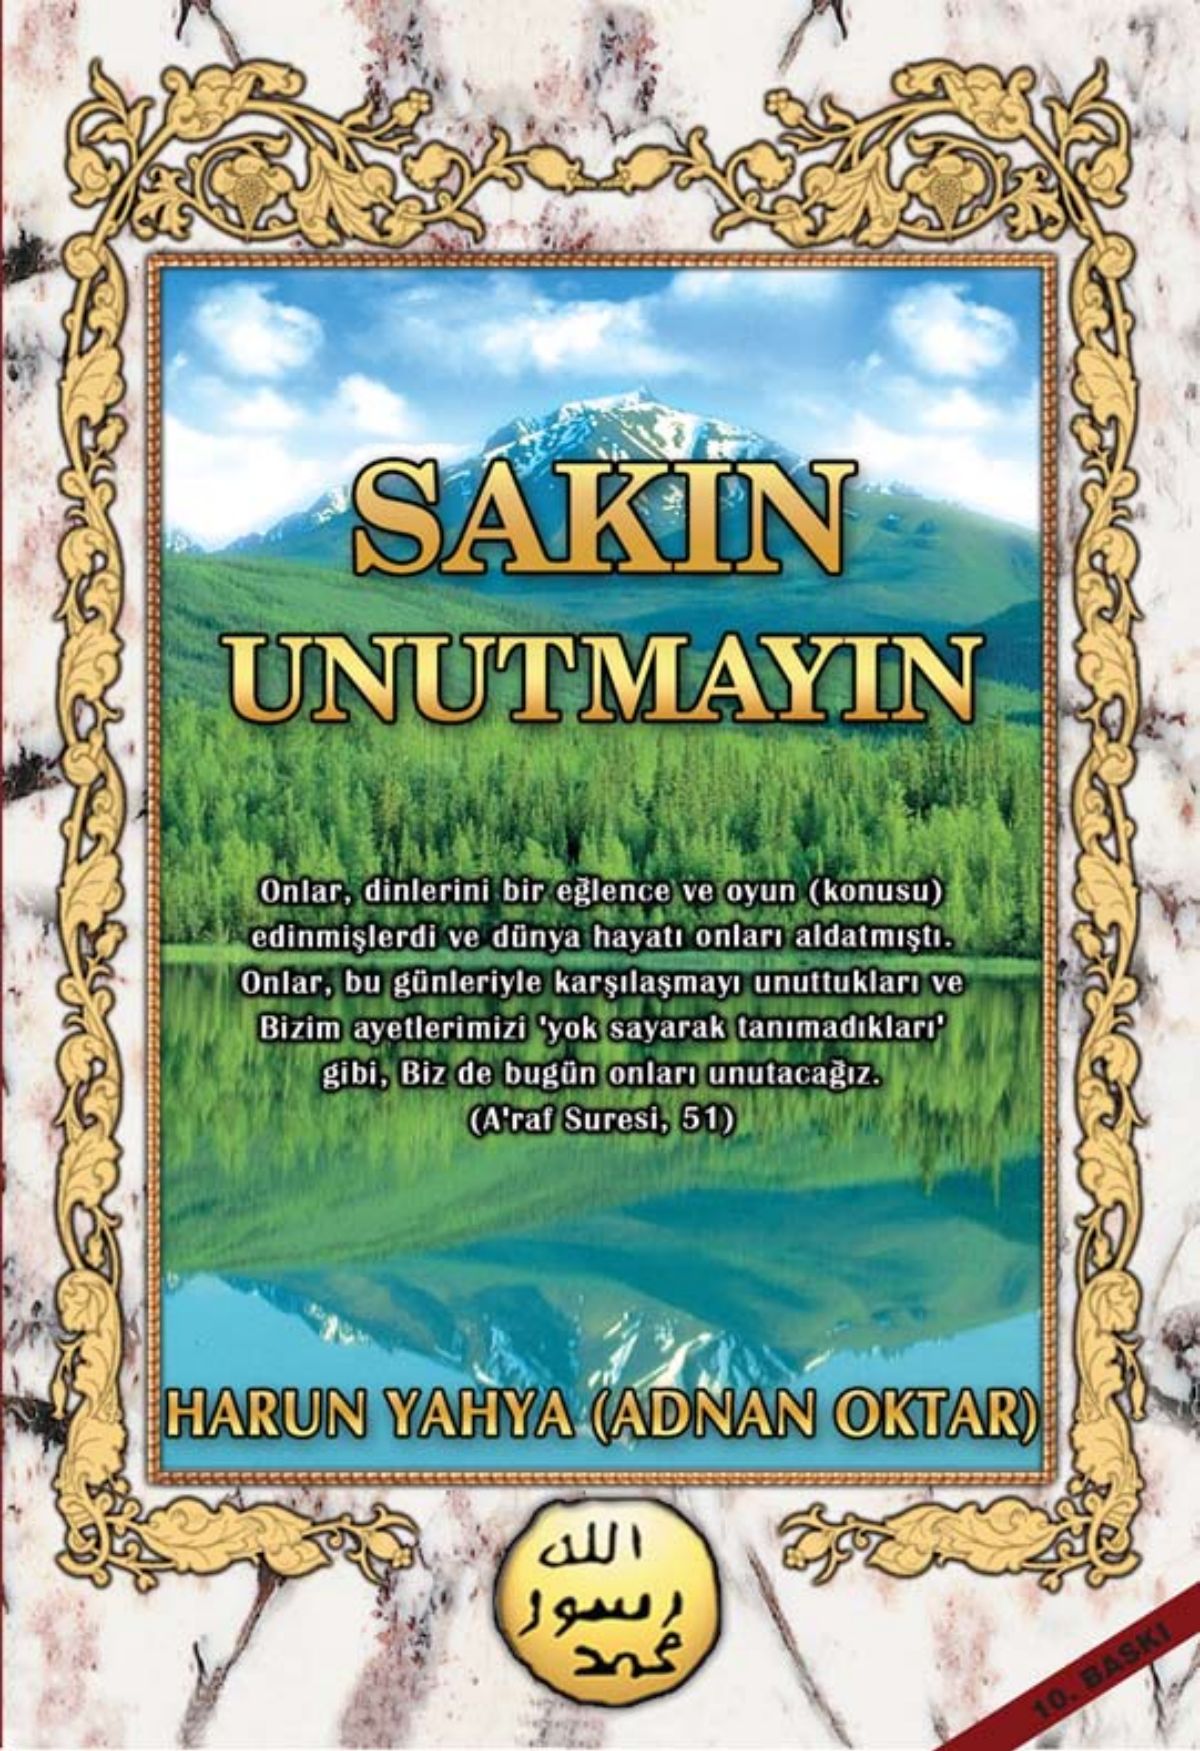 SAKIN
UNUTMAYIN
Onlar, dinlerini bir eğlence ve oyun (konusu)
edinmişlerdi ve dünya hayatı onları aldatmıştı.
Onlar, bu günleriyle karşılaşmayı unuttukları ve
Bizim ayetlerimizi 'yok sayarak tanımadıkları'
gibi, Biz de bugün onları unutacağız.
(A'raf Suresi, 51)
HARUN YAHYA (ADNAN OKTAR)
الله
رسول
محمد
10. BASKI